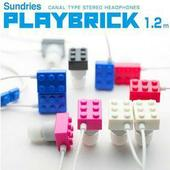 Sundries CANAL TYPE STEREO HEADPHONES
PLAYBRICK 1.2m